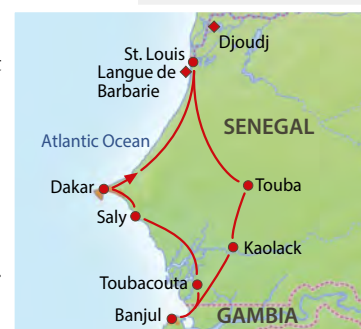 Djoudj
St. Louis
Langue de
Barbarie
SENEGAL
Atlantic Ocean
Dakar
Touba
Saly
Kaolack
Toubacouta
Banjul
GAMBIA